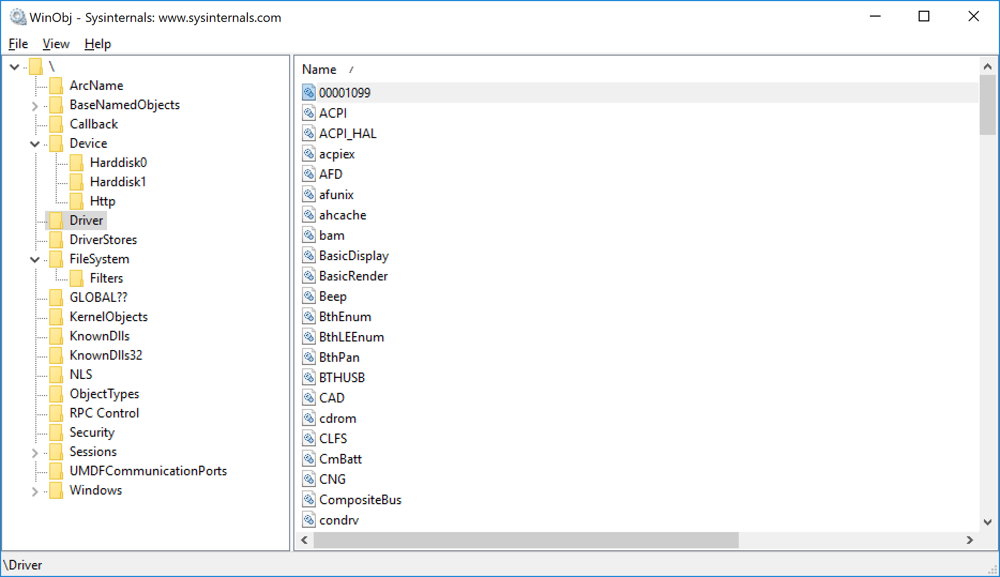 WinObj - Sysinternals: www.sysinternals.com
File View Help
\
ArcName
BaseNamedObjects
Callback
Device
Harddisk0
Harddisk1
Http
Driver
DriverStores
FileSystem
Filters
GLOBAL??
KernelObjects
KnownDlls
KnownDlls32
NLS
ObjectTypes
RPC Control
Security
Sessions
UMDFCommunicationPorts
Windows
Name
00001099
ACPI
ACPI_HAL
acpiex
AFD
afunix
ahcache
bam
BasicDisplay
BasicRender
Beep
BthEnum
BthLEEnum
BthPan
BTHUSB
CAD
cdrom
CLFS
CmBatt
CNG
CompositeBus
condrv
\Driver